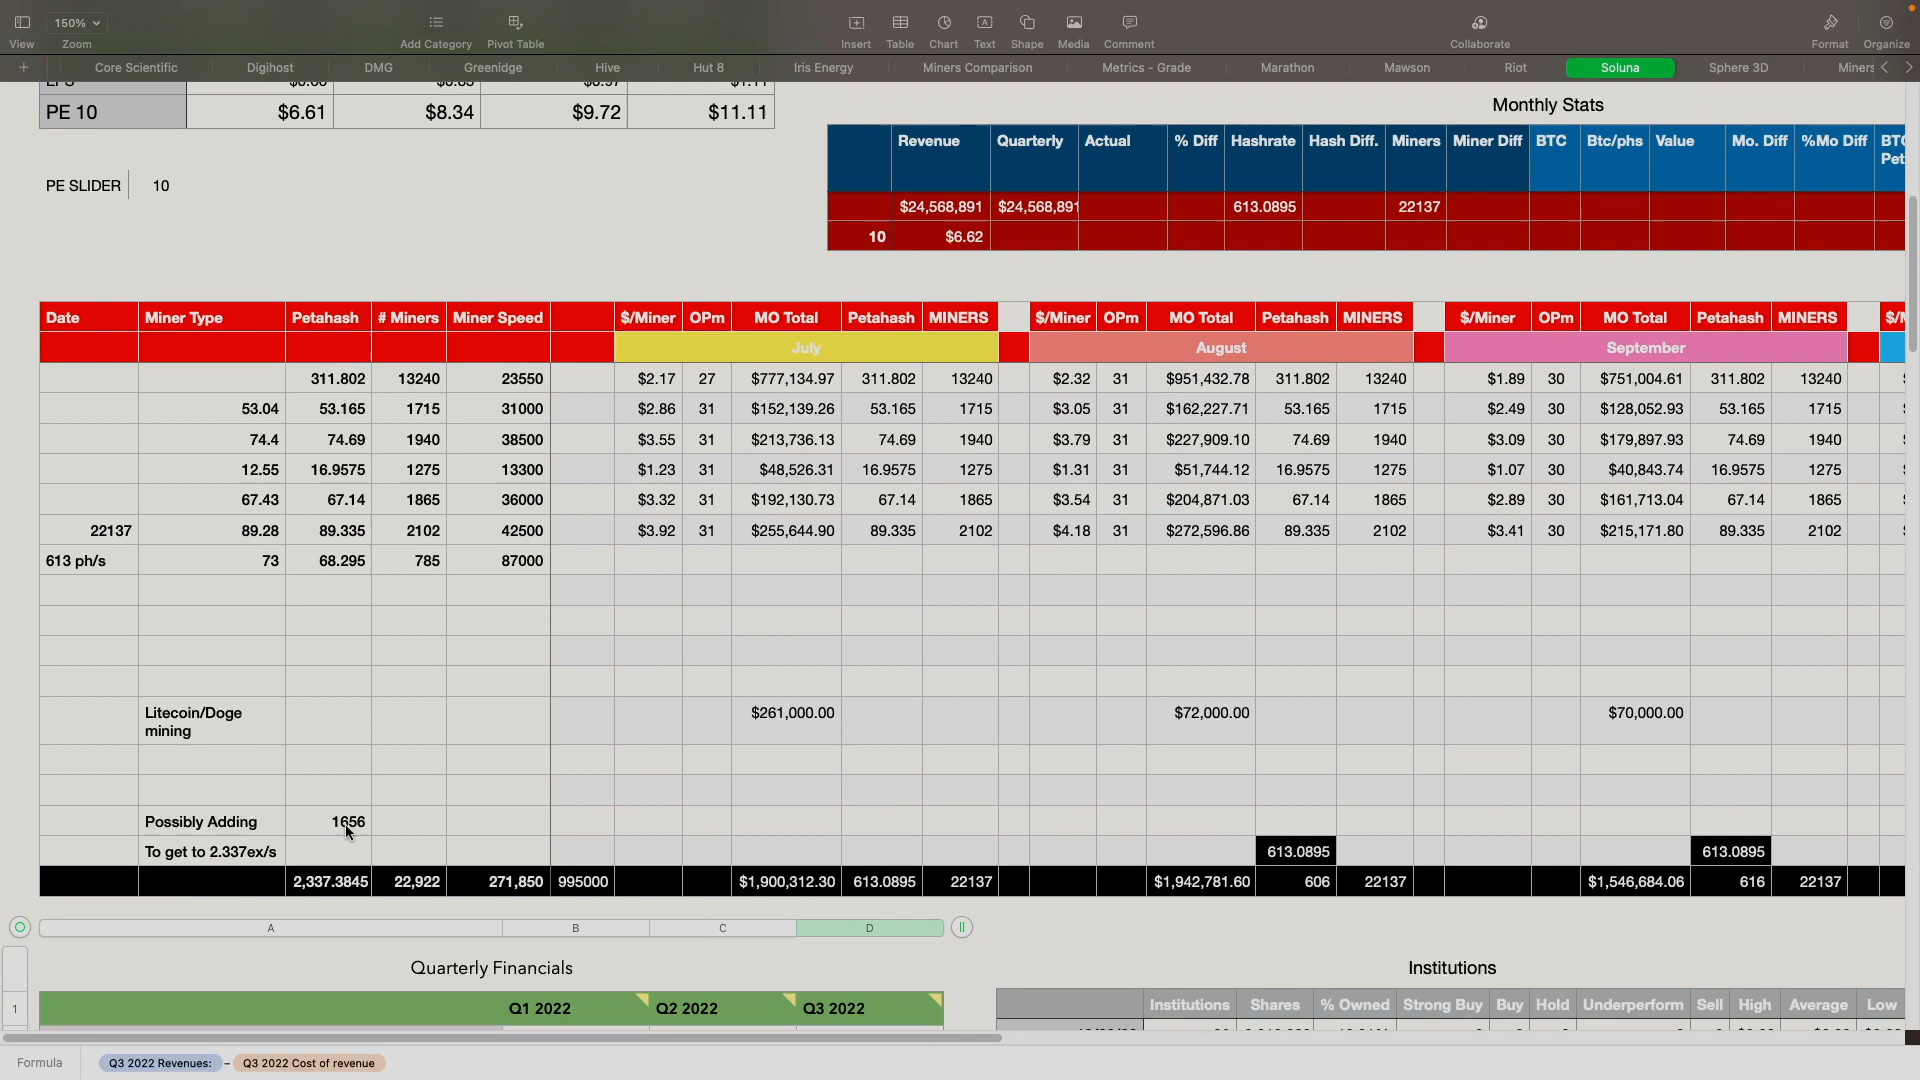 150%
View Zoom Add Category Pivot Table Insert Table Chart Text Shape Media Comment Collaborate Format Organize
Core Scientific Digihost DMG Greenidge Hive Hut 8 Iris Energy Miners Comparison Metrics - Grade Marathon Mawson Riot Soluna Sphere 3D Miners
PE 10 $6.61 $8.34 $9.72 $11.11
PE SLIDER 10
Monthly Stats
Revenue Quarterly Actual % Diff Hashrate Hash Diff. Miners Miner Diff BTC Btc/phs Value Mo. Diff %Mo Diff BTC
Pet
$24,568,891 $24,568,891 613.0895 22137
10 $6.62
Date Miner Type Petahash # Miners Miner Speed $/Miner OPm MO Total Petahash MINERS $/Miner OPm MO Total Petahash MINERS $/Miner OPm MO Total Petahash MINERS
July August September
311.802 13240 23550 $2.17 27 $777,134.97 311.802 13240 $2.32 31 $951,432.78 311.802 13240 $1.89 30 $751,004.61 311.802 13240
53.04 53.165 1715 31000 $2.86 31 $152,139.26 53.165 1715 $3.05 31 $162,227.71 53.165 1715 $2.49 30 $128,052.93 53.165 1715
74.4 74.69 1940 38500 $3.55 31 $213,736.13 74.69 1940 $3.79 31 $227,909.10 74.69 1940 $3.09 30 $179,897.93 74.69 1940
12.55 16.9575 1275 13300 $1.23 31 $48,526.31 16.9575 1275 $1.31 31 $51,744.12 16.9575 1275 $1.07 30 $40,843.74 16.9575 1275
67.43 67.14 1865 36000 $3.32 31 $192,130.73 67.14 1865 $3.54 31 $204,871.03 67.14 1865 $2.89 30 $161,713.04 67.14 1865
22137 89.28 89.335 2102 42500 $3.92 31 $255,644.90 89.335 2102 $4.18 31 $272,596.86 89.335 2102 $3.41 30 $215,171.80 89.335 2102
613 ph/s 73 68.295 785 87000
Litecoin/Doge
mining $261,000.00 $72,000.00 $70,000.00
Possibly Adding 1656
To get to 2.337ex/s 613.0895 613.0895
2,337.3845 22,922 271,850 995000 $1,900,312.30 613.0895 22137 $1,942,781.60 606 22137 $1,546,684.06 616 22137
A B C D
Quarterly Financials
1 Q1 2022 Q2 2022 Q3 2022
Institutions
Institutions Shares % Owned Strong Buy Buy Hold Underperform Sell High Average Low
Formula Q3 2022 Revenues: – Q3 2022 Cost of revenue